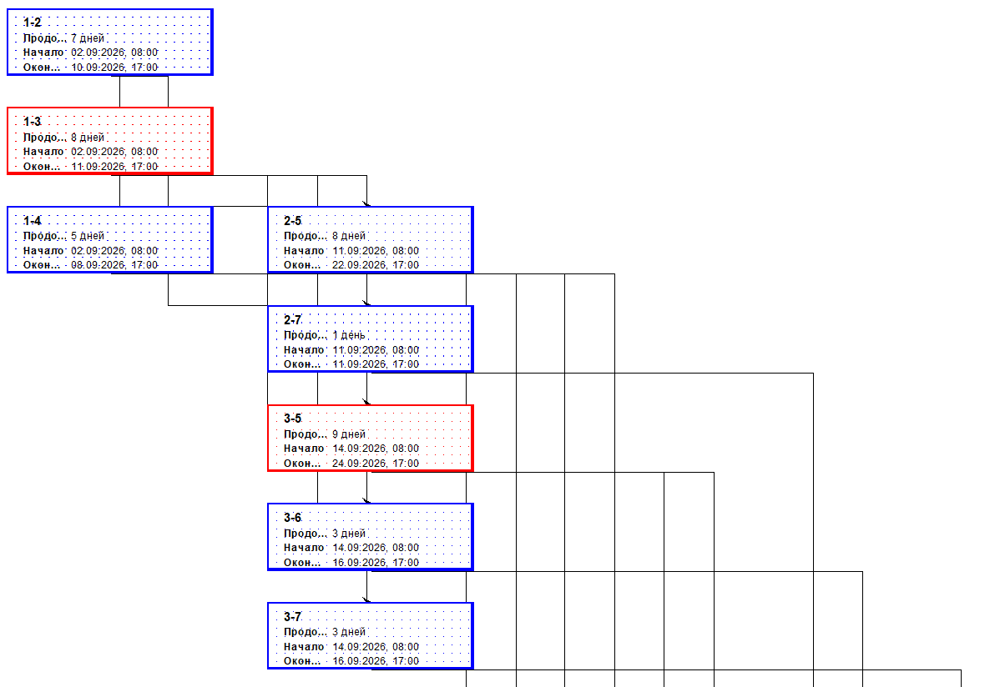 1-2
Продо... 7 дней
Начало 02.09.2026, 08:00
Окон... 10.09.2026, 17:00
1-3
Продо... 8 дней
Начало 02.09.2026, 08:00
Окон... 11.09.2026, 17:00
1-4
Продо... 5 дней
Начало 02.09.2026, 08:00
Окон... 08.09.2026, 17:00
2-5
Продо... 8 дней
Начало 11.09.2026, 08:00
Окон... 22.09.2026, 17:00
2-7
Продо... 1 день
Начало 11.09.2026, 08:00
Окон... 11.09.2026, 17:00
3-5
Продо... 9 дней
Начало 14.09.2026, 08:00
Окон... 24.09.2026, 17:00
3-6
Продо... 3 дней
Начало 14.09.2026, 08:00
Окон... 16.09.2026, 17:00
3-7
Продо... 3 дней
Начало 14.09.2026, 08:00
Окон... 16.09.2026, 17:00